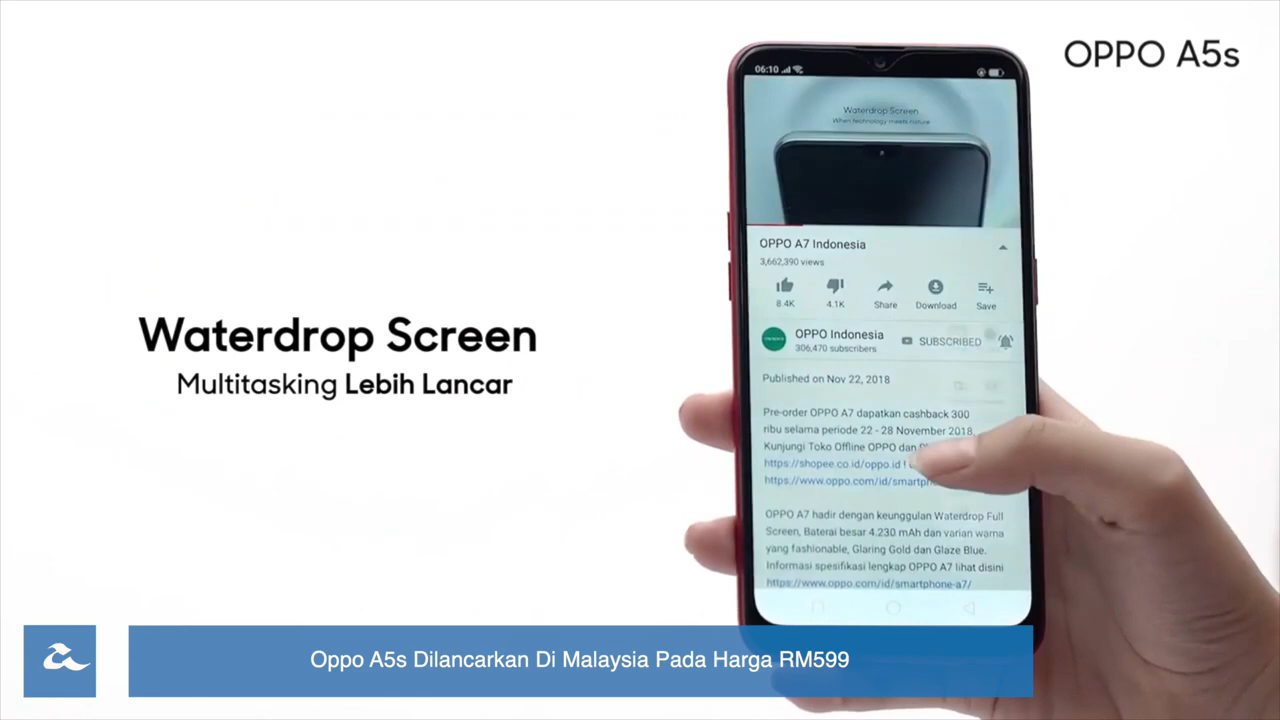 OPPO A5s
06:10
Waterdrop Screen
When technology meets nature
OPPO A7 Indonesia
3,662,390 views
8.4K
4.1K
Share
Download
Save
OPPO Indonesia
306,470 subscribers
SUBSCRIBED
Published on Nov 22, 2018
Pre-order OPPO A7 dapatkan cashback 300
ribu selama periode 22 - 28 November 2018.
Kunjungi Toko Offline OPPO dan
https://shopee.co.id/oppo.id !
https://www.oppo.com/id/smartph
OPPO A7 hadir dengan keunggulan Waterdrop Full
Screen, Baterai besar 4.230 mAh dan varian warna
yang fashionable, Glaring Gold dan Glaze Blue.
Informasi spesifikasi lengkap OPPO A7 lihat disini
https://www.oppo.com/id/smartphone-a7/
Waterdrop Screen
Multitasking Lebih Lancar
Oppo A5s Dilancarkan Di Malaysia Pada Harga RM599